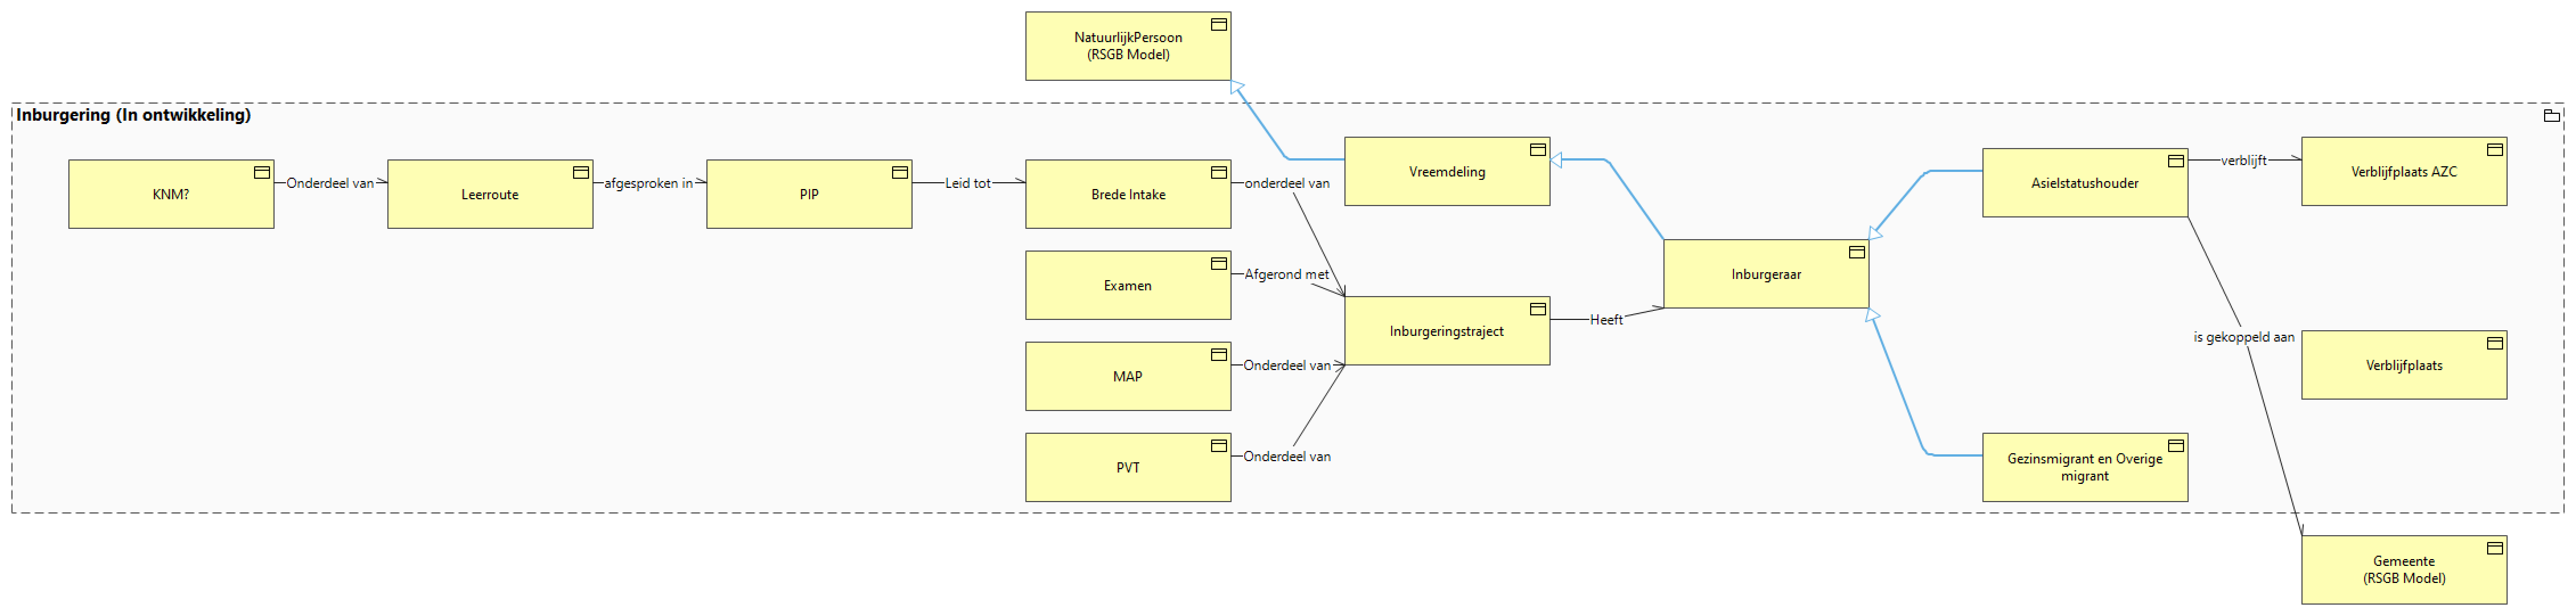 NatuurlijkPersoon
(RSGB Model)
Inburgering (In ontwikkeling)
KNM?
Onderdeel van
Leerroute
afgesproken in
PIP
Leid tot
Brede Intake
onderdeel van
Vreemdeling
Asielstatushouder
verblijft
Verblijfplaats AZC
Examen
Afgerond met
Inburgeringstraject
Heeft
Inburgeraar
is gekoppeld aan
Verblijfplaats
MAP
Onderdeel van
PVT
Onderdeel van
Gezinsmigrant en Overige
migrant
Gemeente
(RSGB Model)